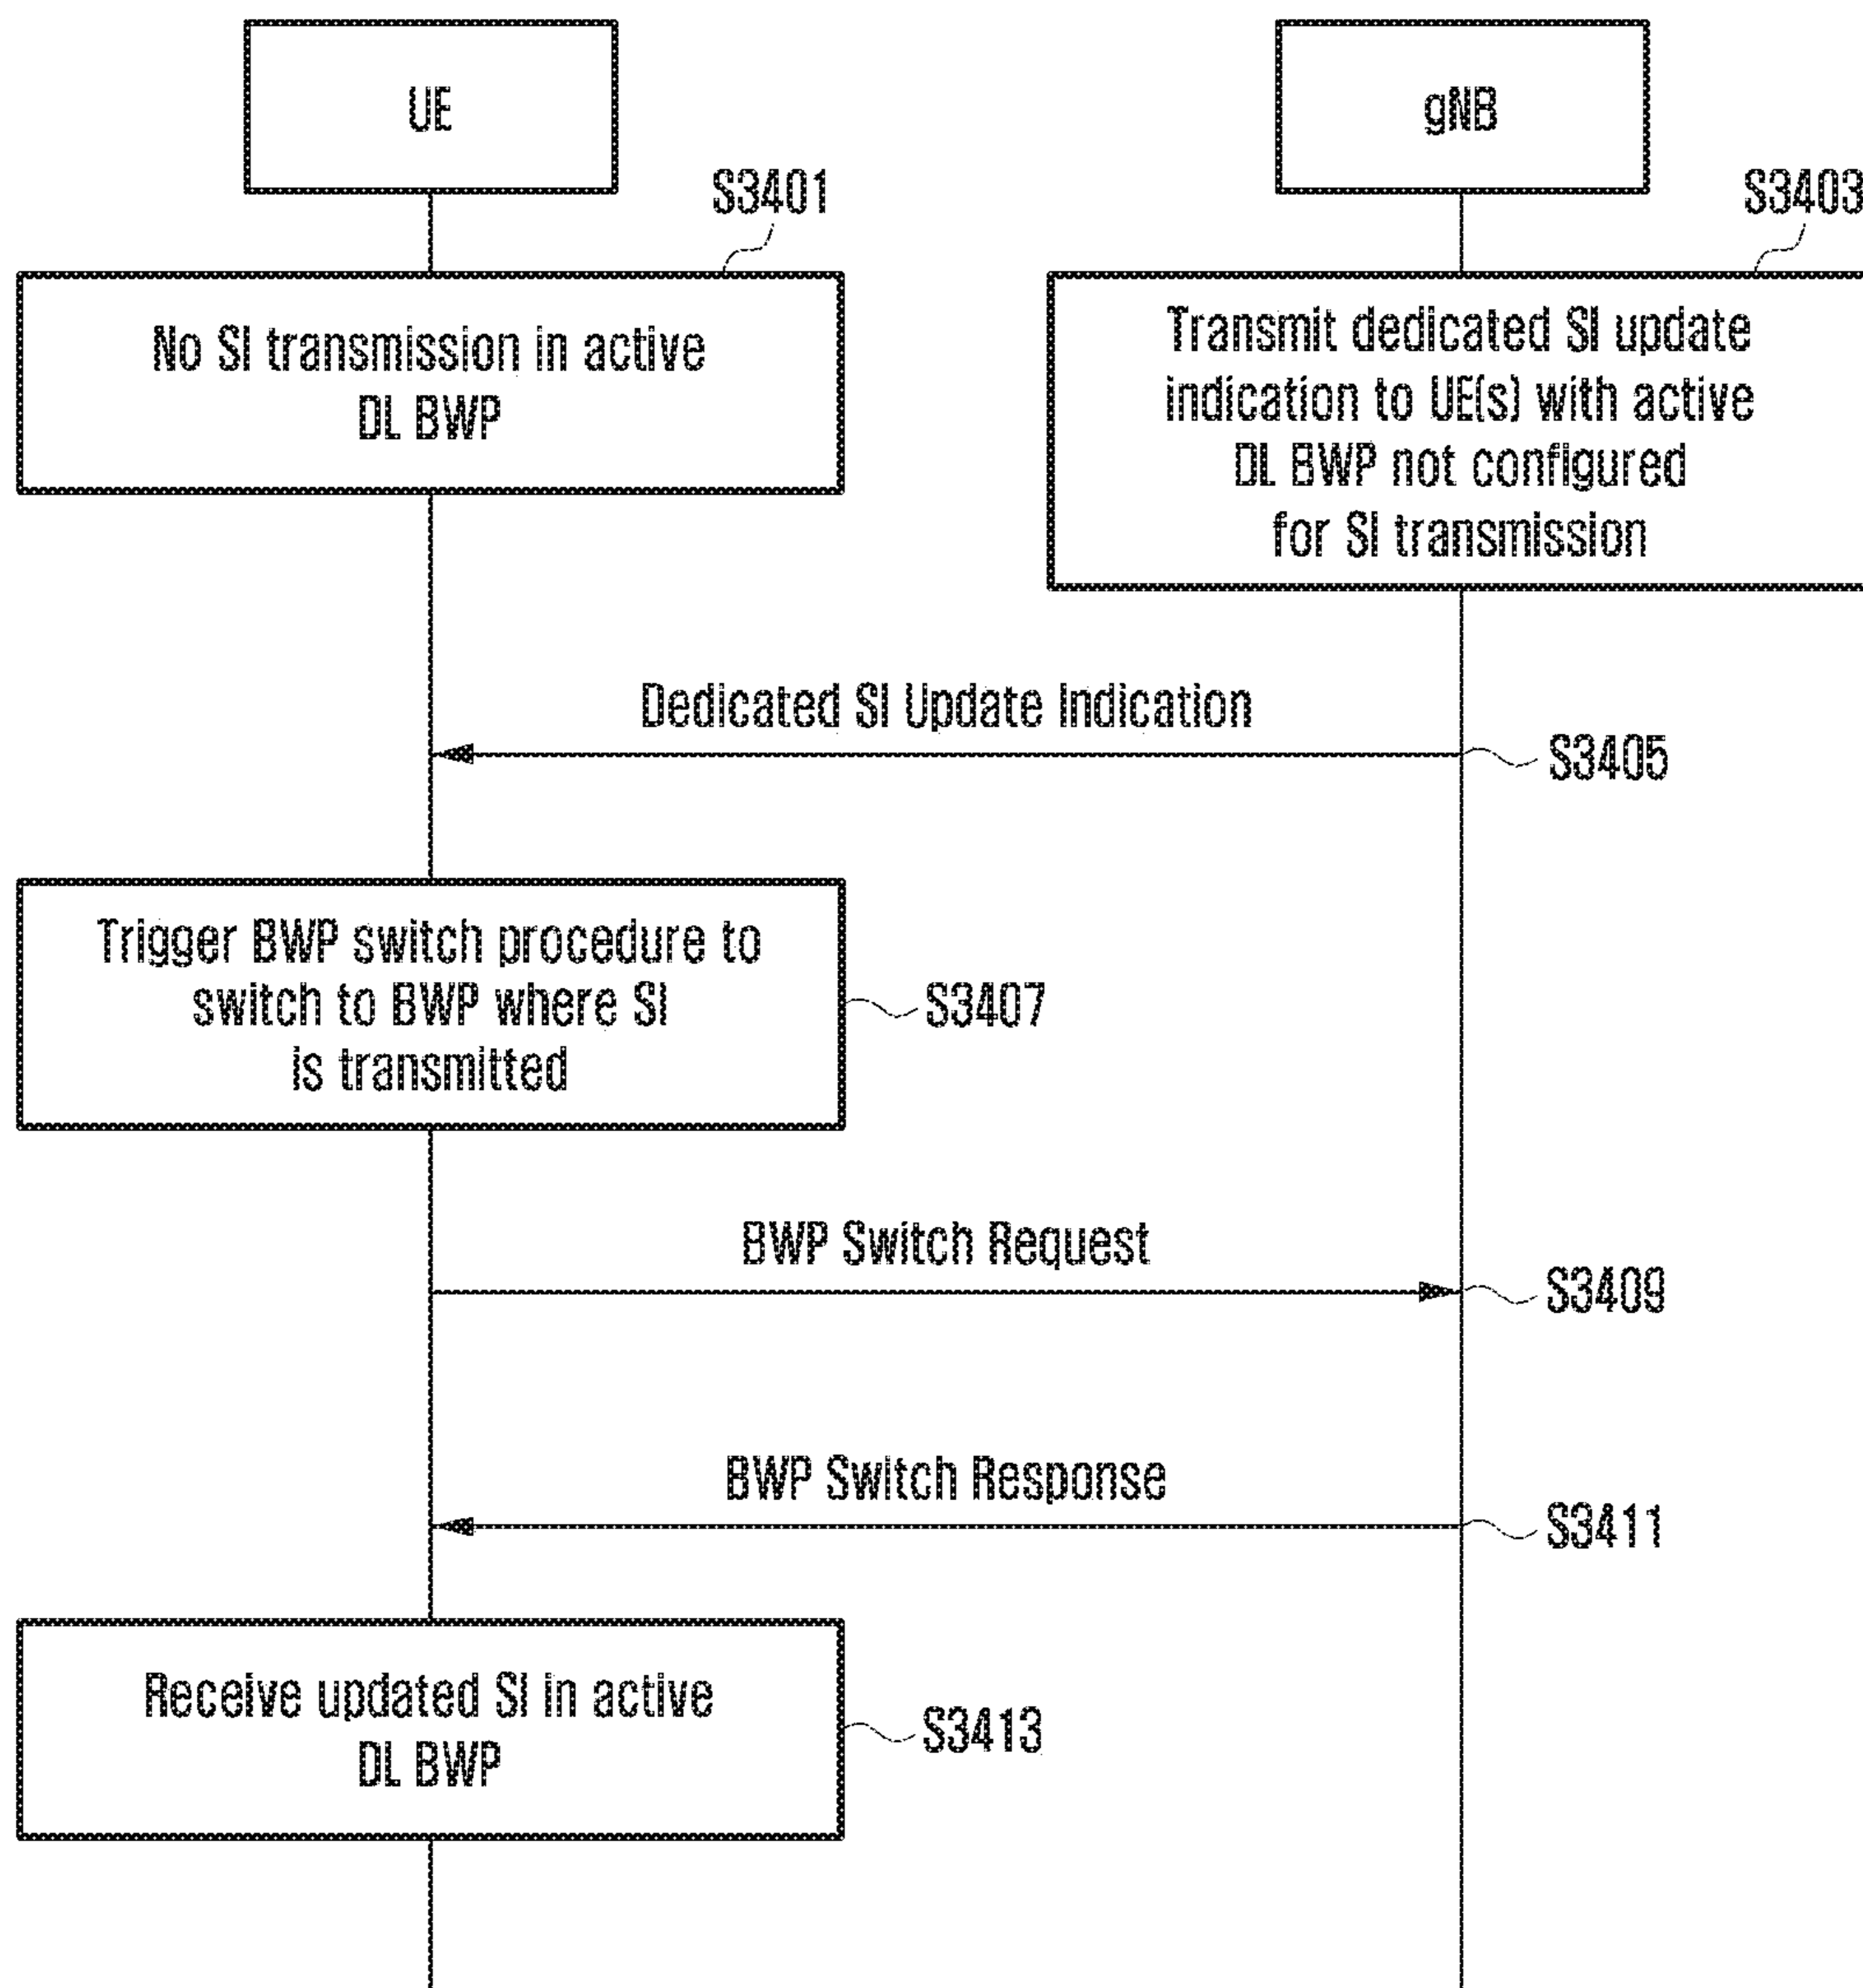 UE
gNB
S3401
S3403
No SI transmission in active
DL BWP
Transmit dedicated SI update
indication to UE(s) with active
DL BWP not configured
for SI transmission
Dedicated SI Update Indication
S3405
Trigger BWP switch procedure to
switch to BWP where SI
is transmitted
S3407
BWP Switch Request
S3409
BWP Switch Response
S3411
Receive updated SI in active
DL BWP
S3413